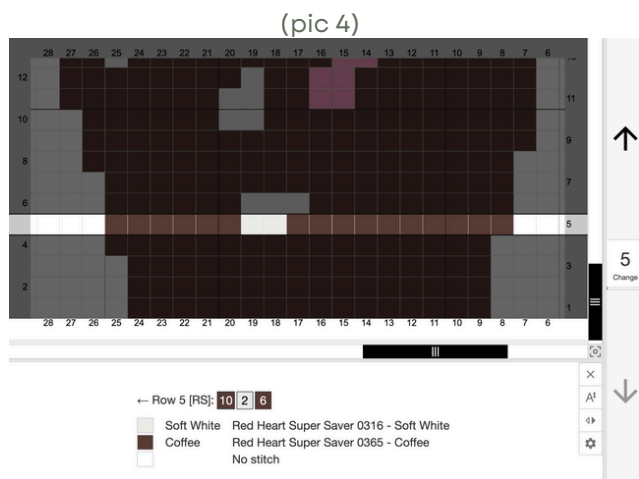 (pic 4)
28 27 26 25 24 23 22 21 20 19 18 17 16 15 14 13 12 11 10 9 8 7 6
12
11
10
9
8
7
6
5
5
Change
4
3
2
1
28 27 26 25 24 23 22 21 20 19 18 17 16 15 14 13 12 11 10 9 8 7 6
← Row 5 [RS]: 10 2 6
Soft White Red Heart Super Saver 0316 - Soft White
Coffee Red Heart Super Saver 0365 - Coffee
No stitch